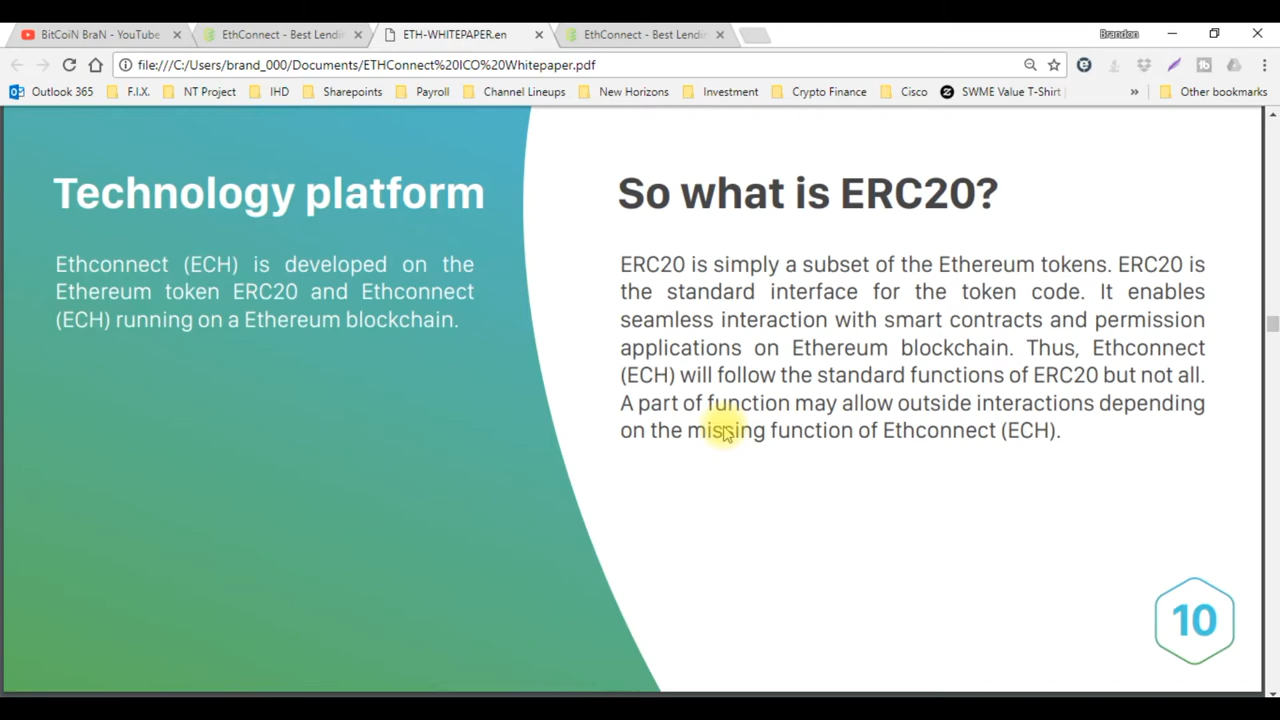 BitCoiN BraN - YouTube
EthConnect - Best Lendi
ETH-WHITEPAPER.en
EthConnect - Best Lendi
Brandon
file:///C:/Users/brand_000/Documents/ETHConnect%20ICO%20Whitepaper.pdf
Outlook 365 F.I.X. NT Project IHD Sharepoints Payroll Channel Lineups New Horizons Investment Crypto Finance Cisco SWME Value T-Shirt » Other bookmarks
Technology platform
Ethconnect (ECH) is developed on the
Ethereum token ERC20 and Ethconnect
(ECH) running on a Ethereum blockchain.
So what is ERC20?
ERC20 is simply a subset of the Ethereum tokens. ERC20 is
the standard interface for the token code. It enables
seamless interaction with smart contracts and permission
applications on Ethereum blockchain. Thus, Ethconnect
(ECH) will follow the standard functions of ERC20 but not all.
A part of function may allow outside interactions depending
on the missing function of Ethconnect (ECH).
10